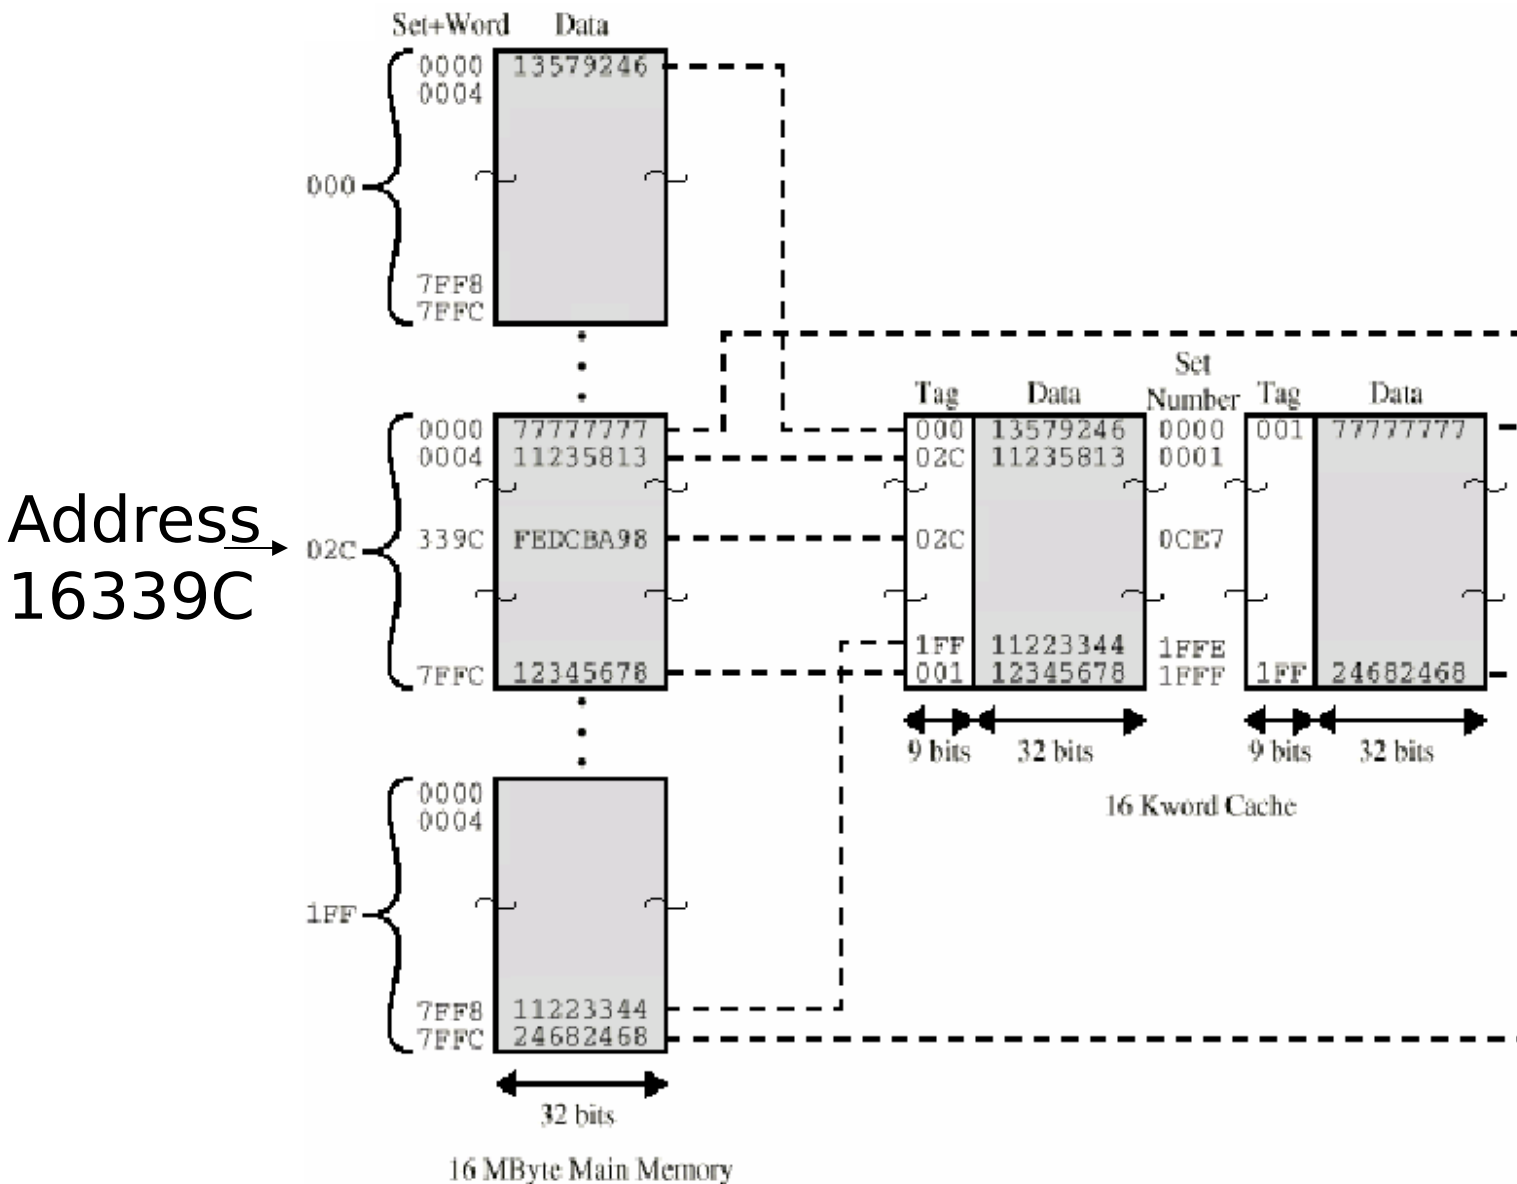 Set+Word Data
0000 13579246
0004
000
7FF8
7FFC
Set
Tag Data Number Tag Data
0000 77777777 000 13579246 0000 001 77777777
0004 11235813 02C 11235813 0001
Address
16339C
02C 339C FEDCBA98 02C 0CE7
1FF 11223344 1FFE
7FFC 12345678 001 12345678 1FFF 1FF 24682468
9 bits 32 bits 9 bits 32 bits
16 Kword Cache
0000
0004
1FF
7FF8 11223344
7FFC 24682468
32 bits
16 MByte Main Memory